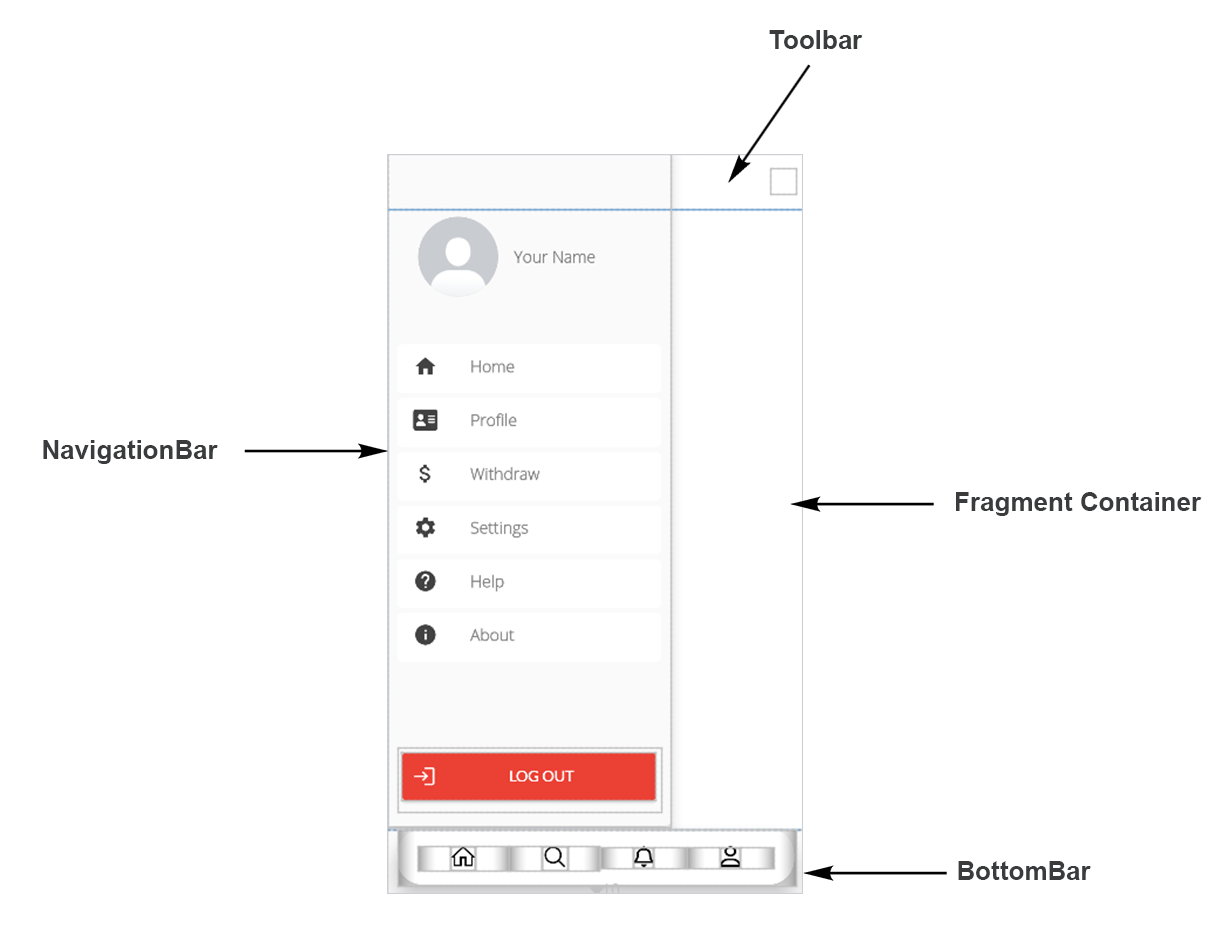 Toolbar
Your Name
Home
Profile
NavigationBar
Withdraw
Fragment Container
Settings
Help
About
LOG OUT
BottomBar